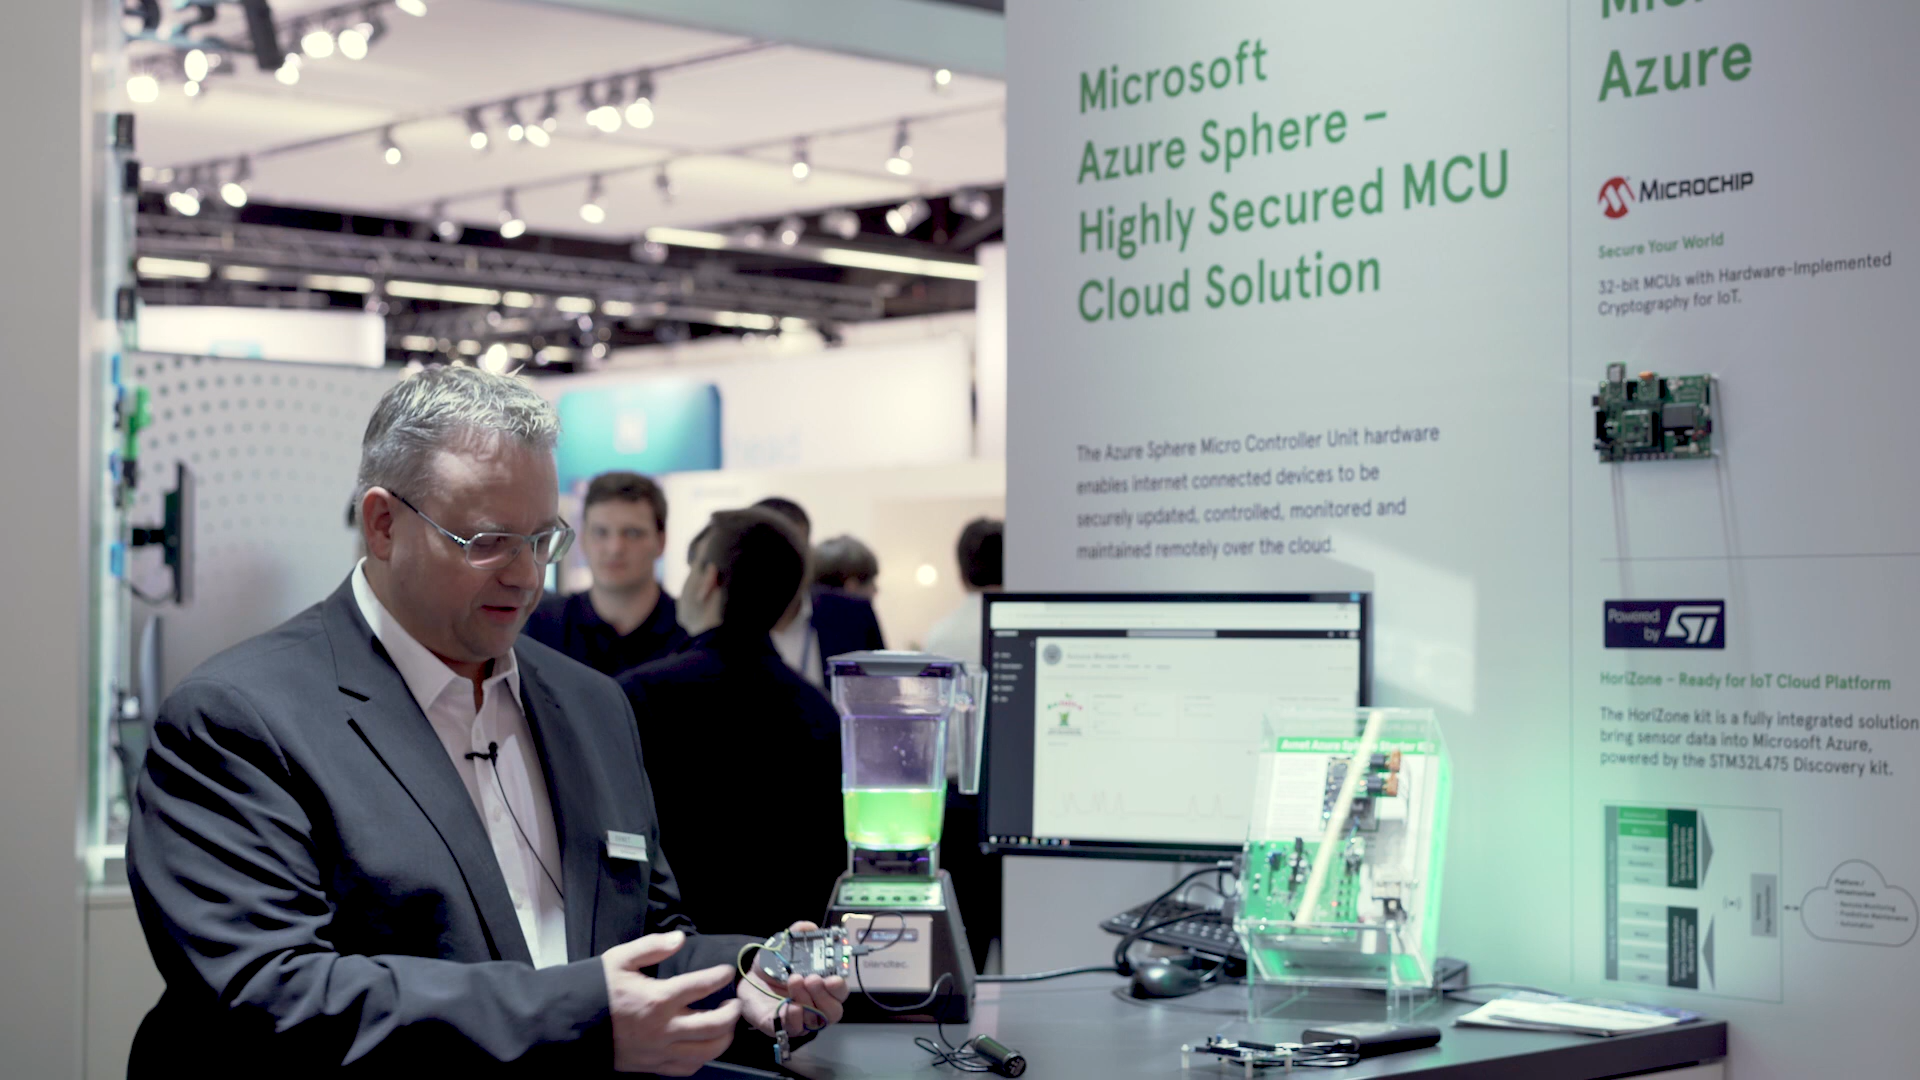 Microsoft
Azure Sphere –
Highly Secured MCU
Cloud Solution
The Azure Sphere Micro Controller Unit hardware
enables internet connected devices to be
securely updated, controlled, monitored and
maintained remotely over the cloud.
Azure
MICROCHIP
Secure Your World
32-bit MCUs with Hardware-Implemented
Cryptography for IoT.
Powered
by ST
HoriZone – Ready for IoT Cloud Platform
The HoriZone kit is a fully integrated solution
bring sensor data into Microsoft Azure,
powered by the STM32L475 Discovery kit.
Platform /
Infrastructure
Avnet Azure Sphere Starter Kit
blendtec